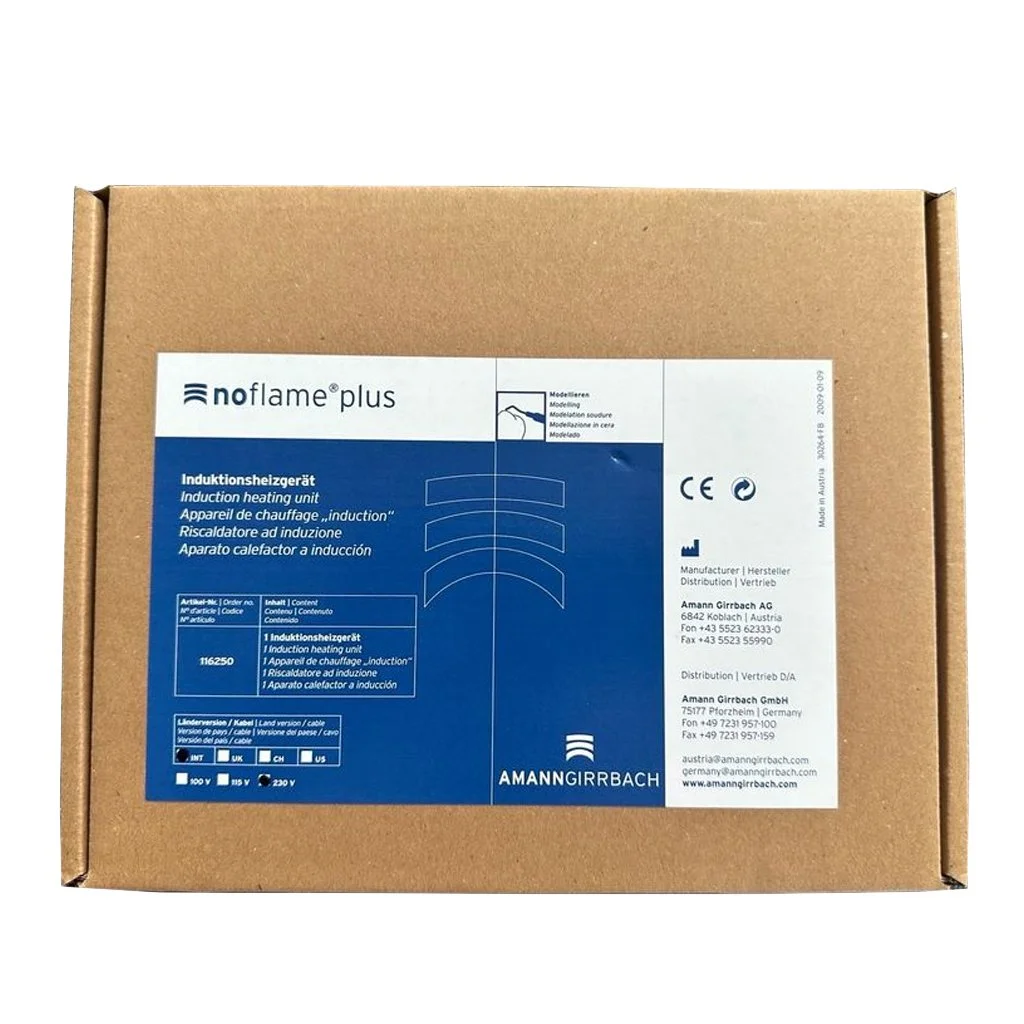 noflame®plus
Modellieren
Modelling
Modelation soudure
Modellazione in cera
Modelado
Induktionsheizgerät
Induction heating unit
Appareil de chauffage „induction“
Riscaldatore ad induzione
Aparato calefactor a inducción
Artikel-Nr. | Order no.
N° d'article | Codice
N° artículo
Inhalt | Content
Contenu | Contenuto
Contenido
116250
1 Induktionsheizgerät
1 Induction heating unit
1 Appareil de chauffage „induction“
1 Riscaldatore ad induzione
1 Aparato calefactor a inducción
Länderversion / Kabel | Land version / cable
Version de pays / cable | Versione del paese / cavo
Versión del país / cable
INT UK CH US
100 V 115 V 230 V
AMANNGIRRBACH
CE
Manufacturer | Hersteller
Distribution | Vertrieb
Amann Girrbach AG
6842 Koblach | Austria
Fon +43 5523 62333-0
Fax +43 5523 55990
Distribution | Vertrieb D/A
Amann Girrbach GmbH
75177 Pforzheim | Germany
Fon +49 7231 957-100
Fax +49 7231 957-159
austria@amanngirrbach.com
germany@amanngirrbach.com
www.amanngirrbach.com
Made in Austria 30264-FB 2009-01-09